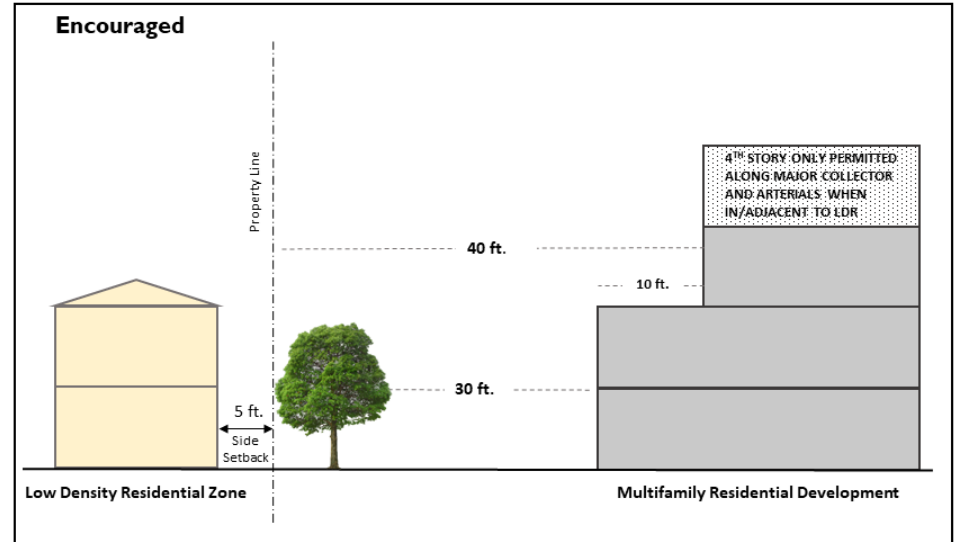 Encouraged
Property Line
4TH STORY ONLY PERMITTED
ALONG MAJOR COLLECTOR
AND ARTERIALS WHEN
IN/ADJACENT TO LDR
40 ft.
10 ft.
30 ft.
5 ft.
Side
Setback
Low Density Residential Zone
Multifamily Residential Development